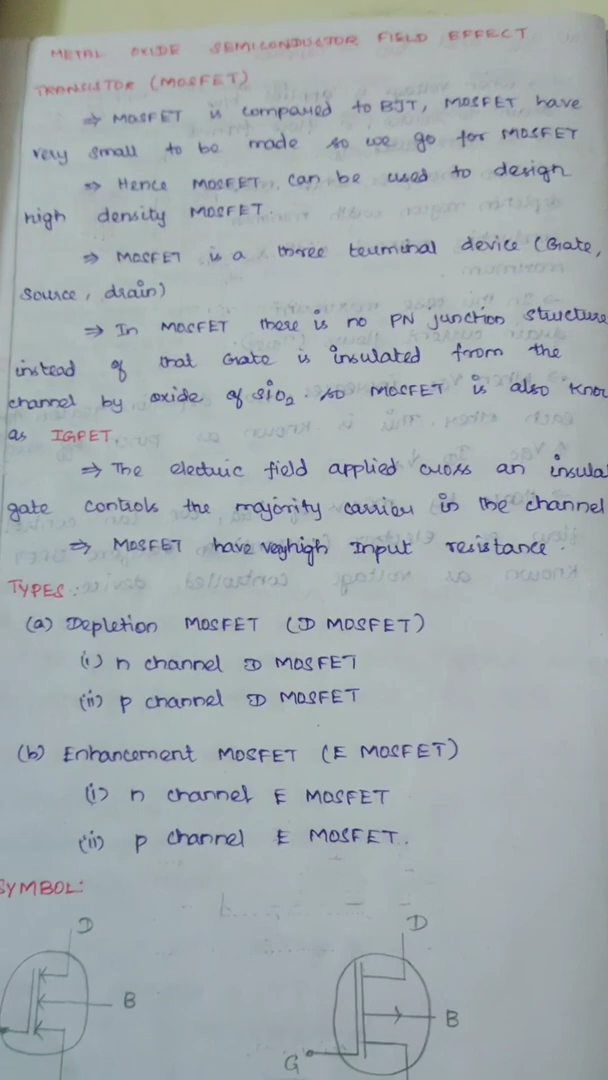 METAL OXIDE SEMICONDUCTOR FIELD EFFECT
TRANSISTOR (MOSFET)
⇒ MOSFET is compared to BJT, MOSFET have
very small to be made so we go for MOSFET
⇒ Hence MOSFET can be used to design
high density MOSFET.
⇒ MOSFET is a three terminal device (Gate,
Source, drain)
⇒ In MOSFET there is no PN junction structure
instead of that Gate is insulated from the
channel by oxide of SiO2. so MOSFET is also know
as IGFET.
⇒ The electric field applied cross an insula
gate controls the majority carrier in the channel
⇒ MOSFET have veryhigh Input resistance.
TYPES:
(a) Depletion MOSFET (D MOSFET)
(i) n channel D MOSFET
(ii) p channel D MOSFET
(b) Enhancement MOSFET (E MOSFET)
(i) n channel E MOSFET
(ii) p channel E MOSFET.
SYMBOL:
D D
B B
G